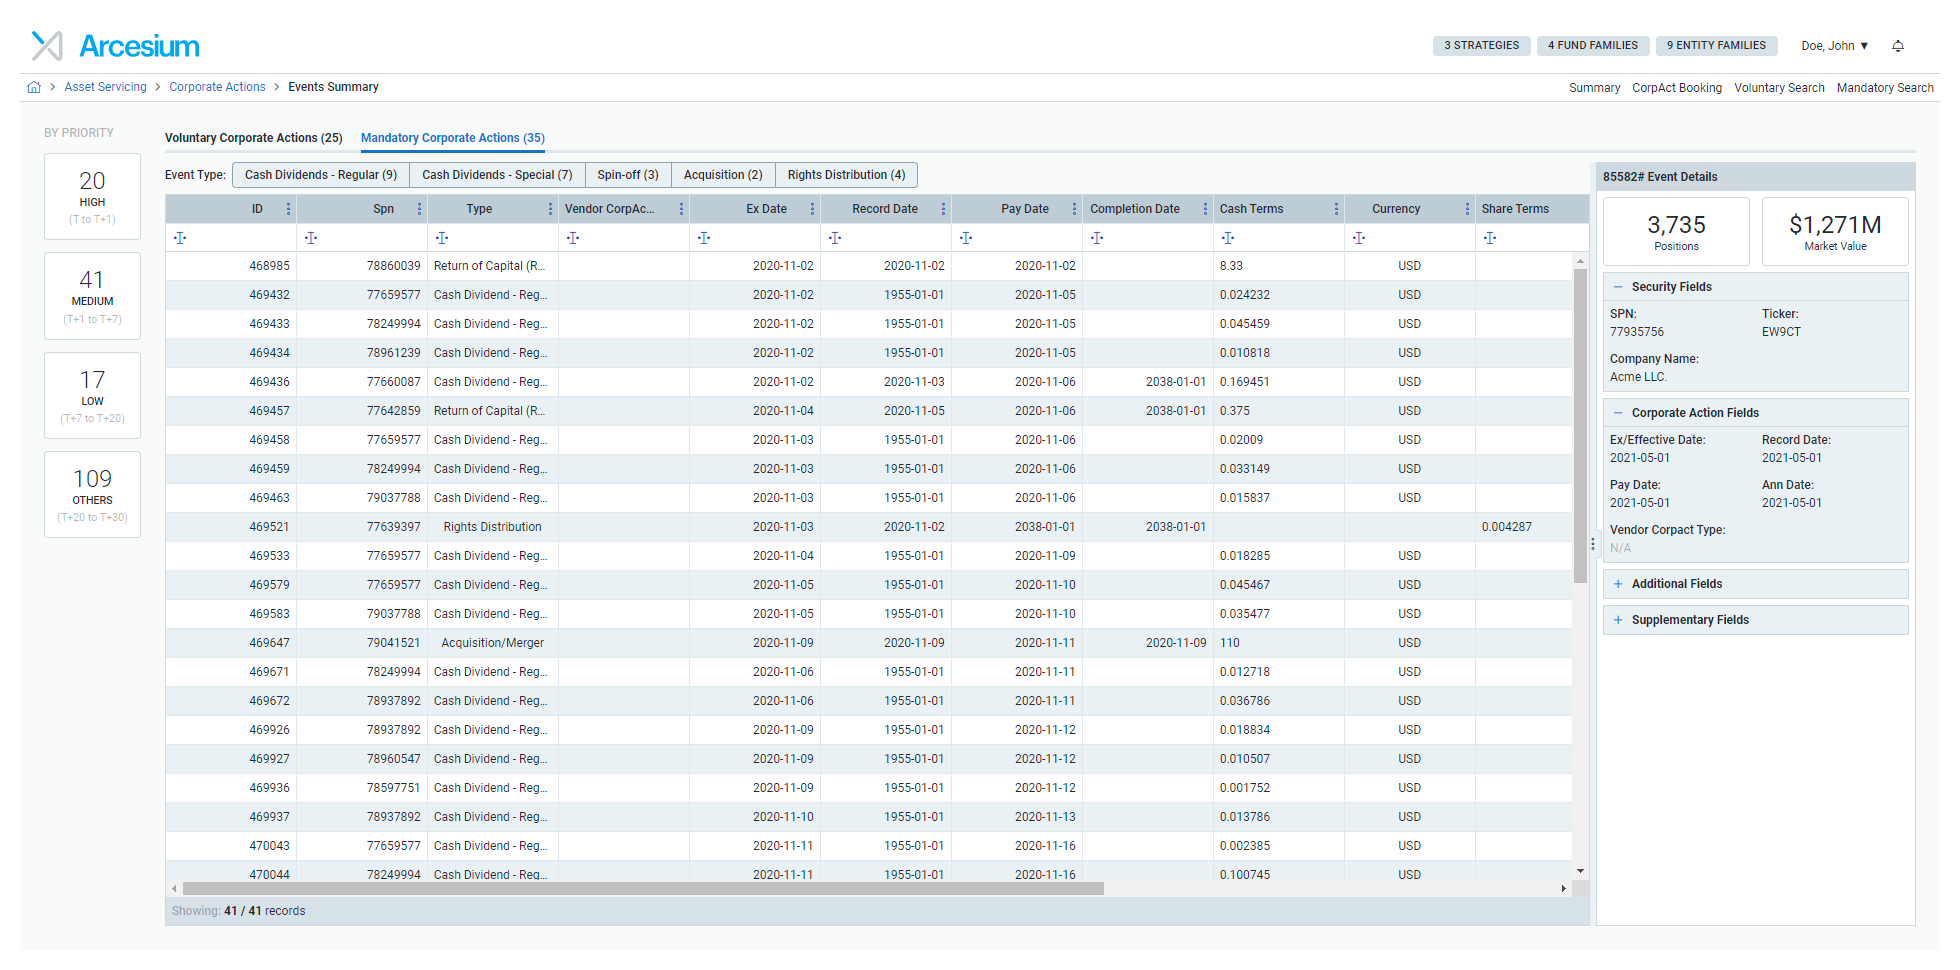 Arcesium
3 STRATEGIES 4 FUND FAMILIES 9 ENTITY FAMILIES Doe, John ▼
> Asset Servicing > Corporate Actions > Events Summary
Summary CorpAct Booking Voluntary Search Mandatory Search
BY PRIORITY
20
HIGH
(T to T+1)
41
MEDIUM
(T+1 to T+7)
17
LOW
(T+7 to T+20)
109
OTHERS
(T+20 to T+30)
Voluntary Corporate Actions (25) Mandatory Corporate Actions (35)
Event Type: Cash Dividends - Regular (9) Cash Dividends - Special (7) Spin-off (3) Acquisition (2) Rights Distribution (4)
ID Spn Type Vendor CorpAc... Ex Date Record Date Pay Date Completion Date Cash Terms Currency Share Terms
468985 78860039 Return of Capital (R... 2020-11-02 2020-11-02 2020-11-02 8.33 USD
469432 77659577 Cash Dividend - Reg... 2020-11-02 1955-01-01 2020-11-05 0.024232 USD
469433 78249994 Cash Dividend - Reg... 2020-11-02 1955-01-01 2020-11-05 0.045459 USD
469434 78961239 Cash Dividend - Reg... 2020-11-02 1955-01-01 2020-11-05 0.010818 USD
469436 77660087 Cash Dividend - Reg... 2020-11-02 2020-11-03 2020-11-06 2038-01-01 0.169451 USD
469457 77642859 Return of Capital (R... 2020-11-04 2020-11-05 2020-11-06 2038-01-01 0.375 USD
469458 77659577 Cash Dividend - Reg... 2020-11-03 1955-01-01 2020-11-06 0.02009 USD
469459 78249994 Cash Dividend - Reg... 2020-11-03 1955-01-01 2020-11-06 0.033149 USD
469463 79037788 Cash Dividend - Reg... 2020-11-03 1955-01-01 2020-11-06 0.015837 USD
469521 77639397 Rights Distribution 2020-11-03 2020-11-02 2038-01-01 2038-01-01 0.004287
469533 77659577 Cash Dividend - Reg... 2020-11-04 1955-01-01 2020-11-09 0.018285 USD
469579 77659577 Cash Dividend - Reg... 2020-11-05 1955-01-01 2020-11-10 0.045467 USD
469583 79037788 Cash Dividend - Reg... 2020-11-05 1955-01-01 2020-11-10 0.035477 USD
469647 79041521 Acquisition/Merger 2020-11-09 2020-11-09 2020-11-11 2020-11-09 110 USD
469671 78249994 Cash Dividend - Reg... 2020-11-06 1955-01-01 2020-11-11 0.012718 USD
469672 78937892 Cash Dividend - Reg... 2020-11-06 1955-01-01 2020-11-11 0.036786 USD
469926 78937892 Cash Dividend - Reg... 2020-11-09 1955-01-01 2020-11-12 0.018834 USD
469927 78960547 Cash Dividend - Reg... 2020-11-09 1955-01-01 2020-11-12 0.010507 USD
469936 78597751 Cash Dividend - Reg... 2020-11-09 1955-01-01 2020-11-12 0.001752 USD
469937 78937892 Cash Dividend - Reg... 2020-11-10 1955-01-01 2020-11-13 0.013786 USD
470043 77659577 Cash Dividend - Reg... 2020-11-11 1955-01-01 2020-11-16 0.002385 USD
470044 78249994 Cash Dividend - Reg... 2020-11-11 1955-01-01 2020-11-16 0.100745 USD
Showing: 41 / 41 records
85582# Event Details
3,735 $1,271M
Positions Market Value
− Security Fields
SPN: Ticker:
77935756 EW9CT
Company Name:
Acme LLC.
− Corporate Action Fields
Ex/Effective Date: Record Date:
2021-05-01 2021-05-01
Pay Date: Ann Date:
2021-05-01 2021-05-01
Vendor Corpact Type:
N/A
+ Additional Fields
+ Supplementary Fields